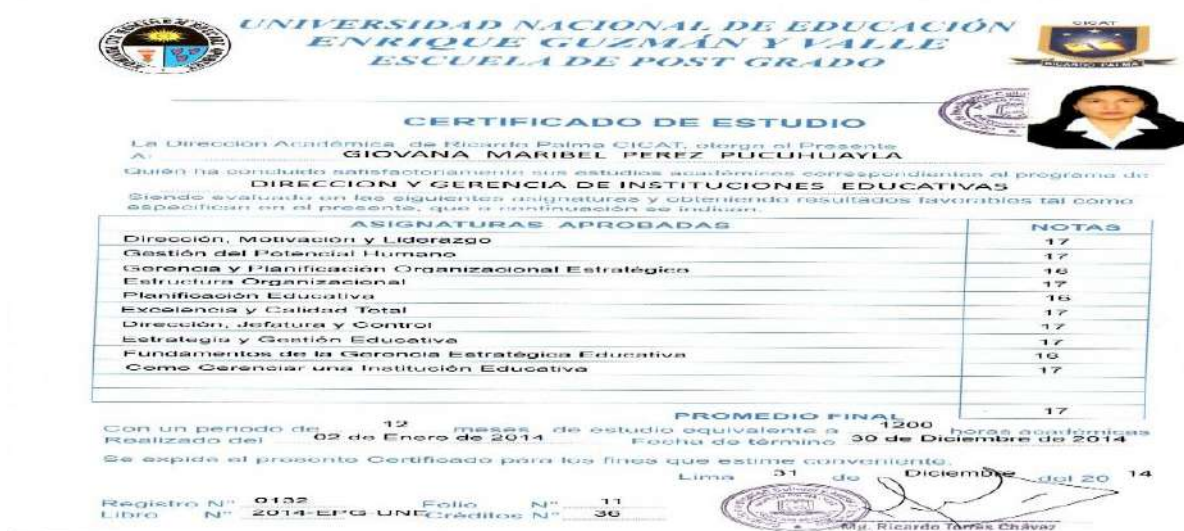 UNIVERSIDAD NACIONAL DE EDUCACIÓN
ENRIQUE GUZMÁN Y VALLE
ESCUELA DE POST GRADO
CICAT
RICARDO PALMA
CERTIFICADO DE ESTUDIO
La Dirección Académica, de Ricardo Palma CICAT, otorga el Presente
A: GIOVANA MARIBEL PEREZ PUCUHUAYLA
Quién ha concluido satisfactoriamente sus estudios académicos correspondientes al programa de
DIRECCION Y GERENCIA DE INSTITUCIONES EDUCATIVAS
Siendo evaluado en las siguientes asignaturas y obteniendo resultados favorables tal como
especifican en el presente, que a continuación se indican.
ASIGNATURAS APROBADAS NOTAS
Dirección, Motivación y Liderazgo 17
Gestión del Potencial Humano 17
Gerencia y Planificación Organizacional Estratégico 16
Estructura Organizacional 17
Planificación Educativa 16
Excelencia y Calidad Total 17
Dirección, Jefatura y Control 17
Estrategia y Gestión Educativa 17
Fundamentos de la Gerencia Estratégica Educativa 16
Como Gerenciar una Institución Educativa 17
PROMEDIO FINAL 17
Con un periodo de 12 meses de estudio equivalente a 1200 horas académicas
Realizado del 02 de Enero de 2014 Fecha de término 30 de Diciembre de 2014
Se expide el presente Certificado para los fines que estime conveniente.
Lima 31 de Diciembre del 20 14
Registro N° 0132 Folio N° 11
Libro N° 2014-EPG-UNE Créditos N° 36
Mg. Ricardo Torres Chávez